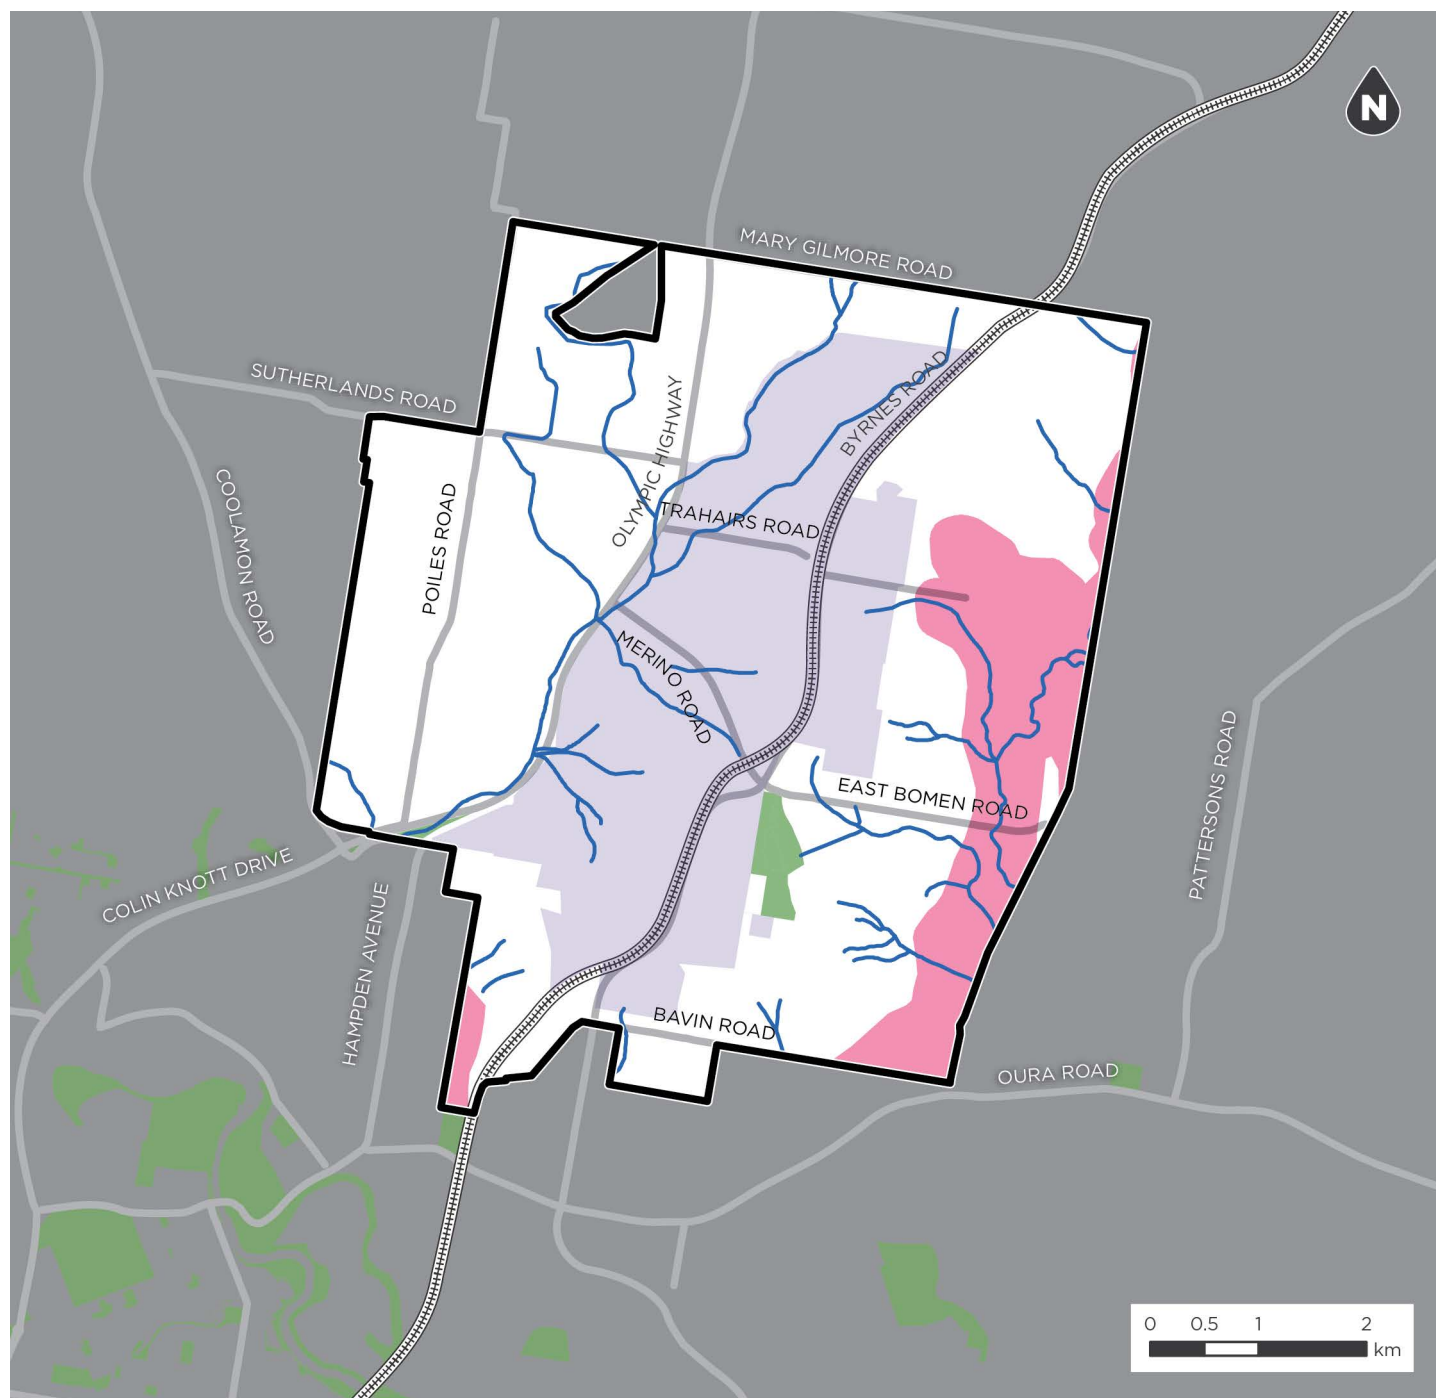 N
MARY GILMORE ROAD
SUTHERLANDS ROAD
BYRNES ROAD
OLYMPIC HIGHWAY
COOLAMON ROAD
POILES ROAD
TRAHAIRS ROAD
MERINO ROAD
EAST BOMEN ROAD
PATTERSONS ROAD
COLIN KNOTT DRIVE
HAMPDEN AVENUE
BAVIN ROAD
OURA ROAD
0 0.5 1 2
km